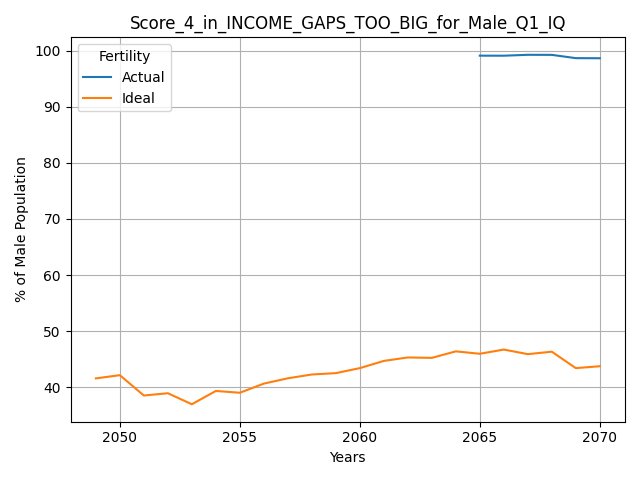 Score_4_in_INCOME_GAPS_TOO_BIG_for_Male_Q1_IQ
Fertility
Actual
Ideal
% of Male Population
100
90
80
70
60
50
40
2050 2055 2060 2065 2070
Years